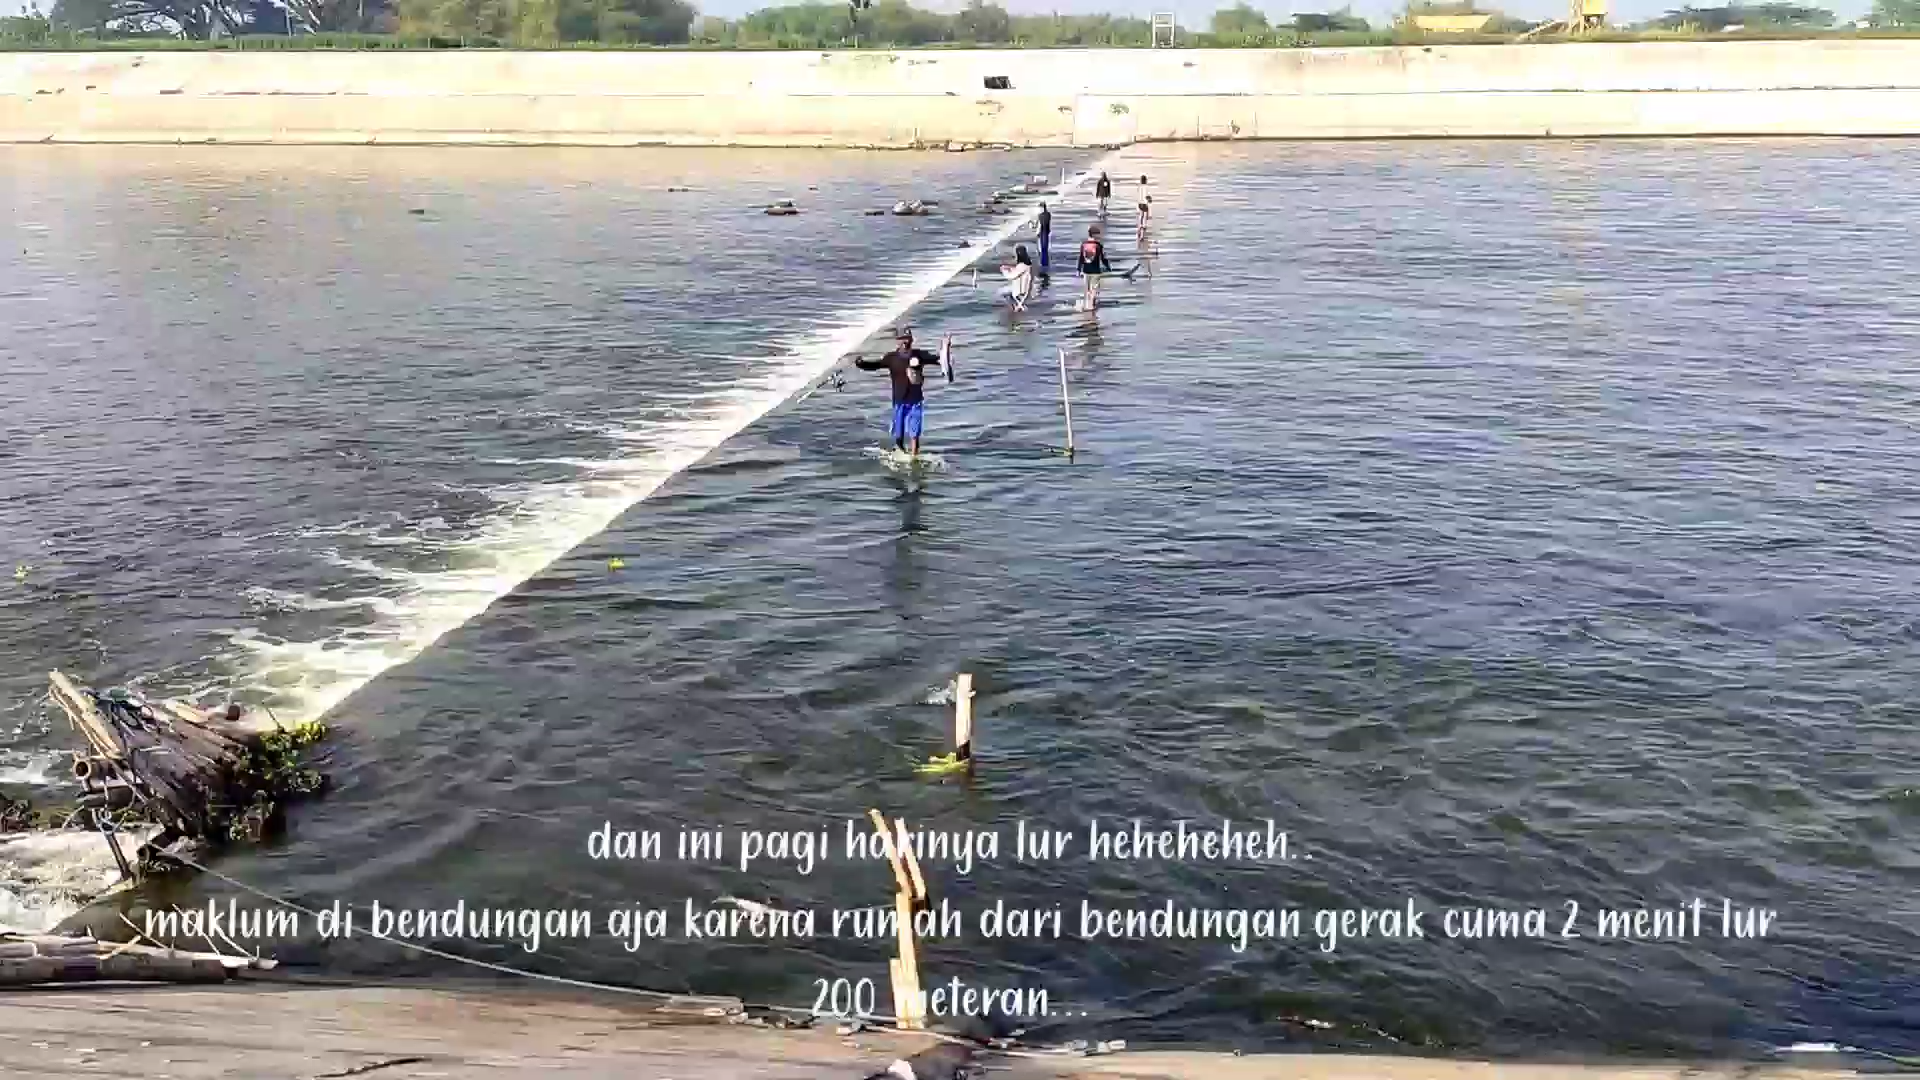 dan ini pagi harinya lur heheheheh..
maklum di bendungan aja karena rumah dari bendungan gerak cuma 2 menit lur
200 meteran...